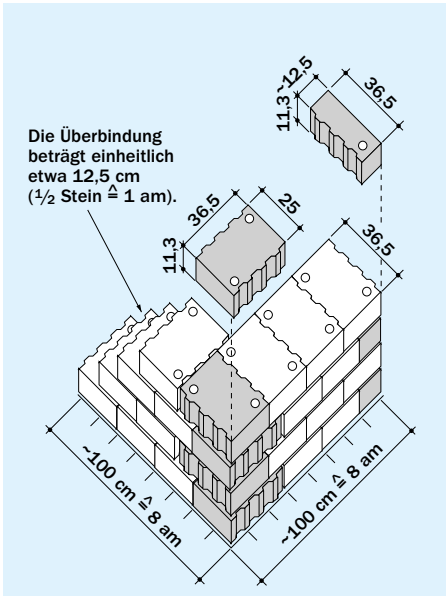 11,3
~12,5
36,5
Die Überbindung
beträgt einheitlich
etwa 12,5 cm
(½ Stein ≙ 1 am).
11,3
36,5
25
36,5
~100 cm ≙ 8 am
~100 cm ≙ 8 am